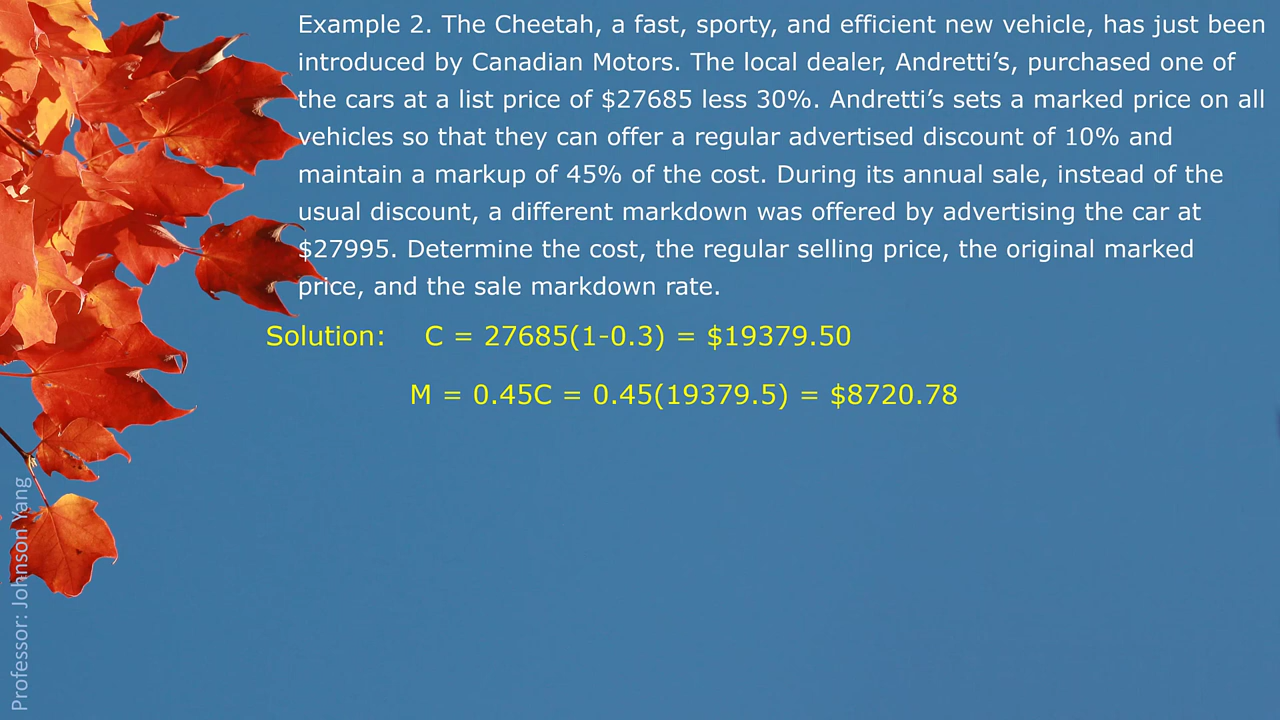 Example 2. The Cheetah, a fast, sporty, and efficient new vehicle, has just been
introduced by Canadian Motors. The local dealer, Andretti’s, purchased one of
the cars at a list price of $27685 less 30%. Andretti’s sets a marked price on all
vehicles so that they can offer a regular advertised discount of 10% and
maintain a markup of 45% of the cost. During its annual sale, instead of the
usual discount, a different markdown was offered by advertising the car at
$27995. Determine the cost, the regular selling price, the original marked
price, and the sale markdown rate.
Solution: C = 27685(1-0.3) = $19379.50
M = 0.45C = 0.45(19379.5) = $8720.78
Professor: Johnson Yang